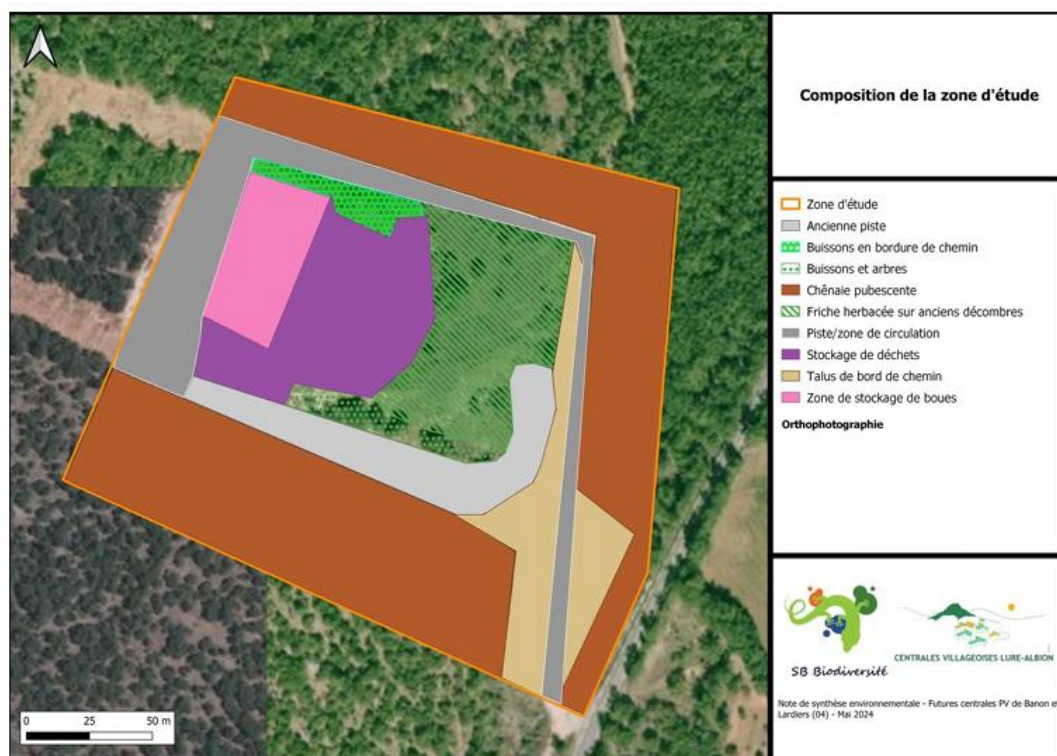 Composition de la zone d'étude
Zone d'étude
Ancienne piste
Buissons en bordure de chemin
Buissons et arbres
Chênaie pubescente
Friche herbacée sur anciens décombres
Piste/zone de circulation
Stockage de déchets
Talus de bord de chemin
Zone de stockage de boues
Orthophotographie
0 25 50 m
SB Biodiversité
CENTRALES VILLAGEOISES LURE-ALBION
Note de synthèse environnementale - Futures centrales PV de Banon et
Lardiers (04) - Mai 2024